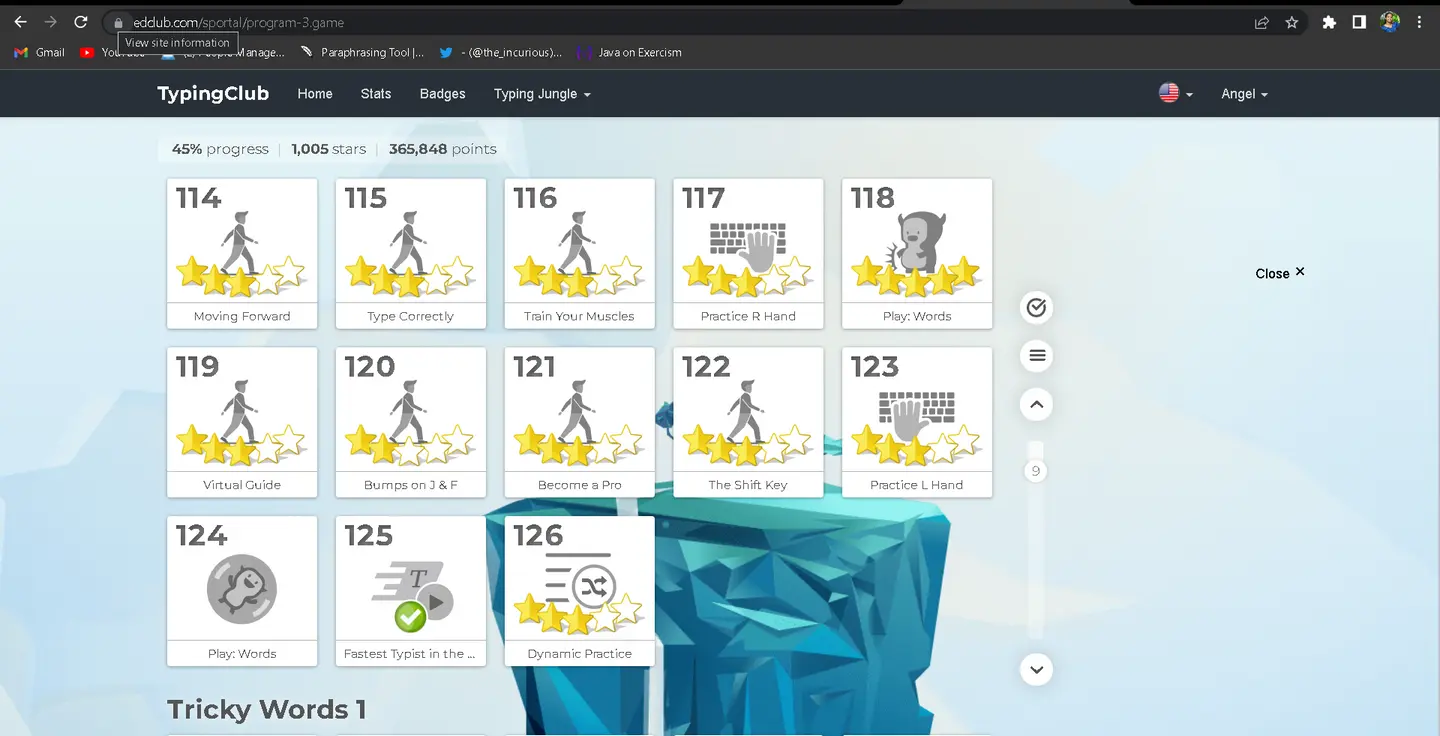 eddub.com/sportal/program-3.game
View site information
Gmail
Paraphrasing Tool |...
- (@the_incurious)...
Java on Exercism
TypingClub Home Stats Badges Typing Jungle Angel
45% progress 1,005 stars 365,848 points
114 115 116 117 118
Moving Forward Type Correctly Train Your Muscles Practice R Hand Play: Words
Close ×
119 120 121 122 123
Virtual Guide Bumps on J & F Become a Pro The Shift Key Practice L Hand
9
124 125 126
T
Play: Words Fastest Typist in the ... Dynamic Practice
Tricky Words 1